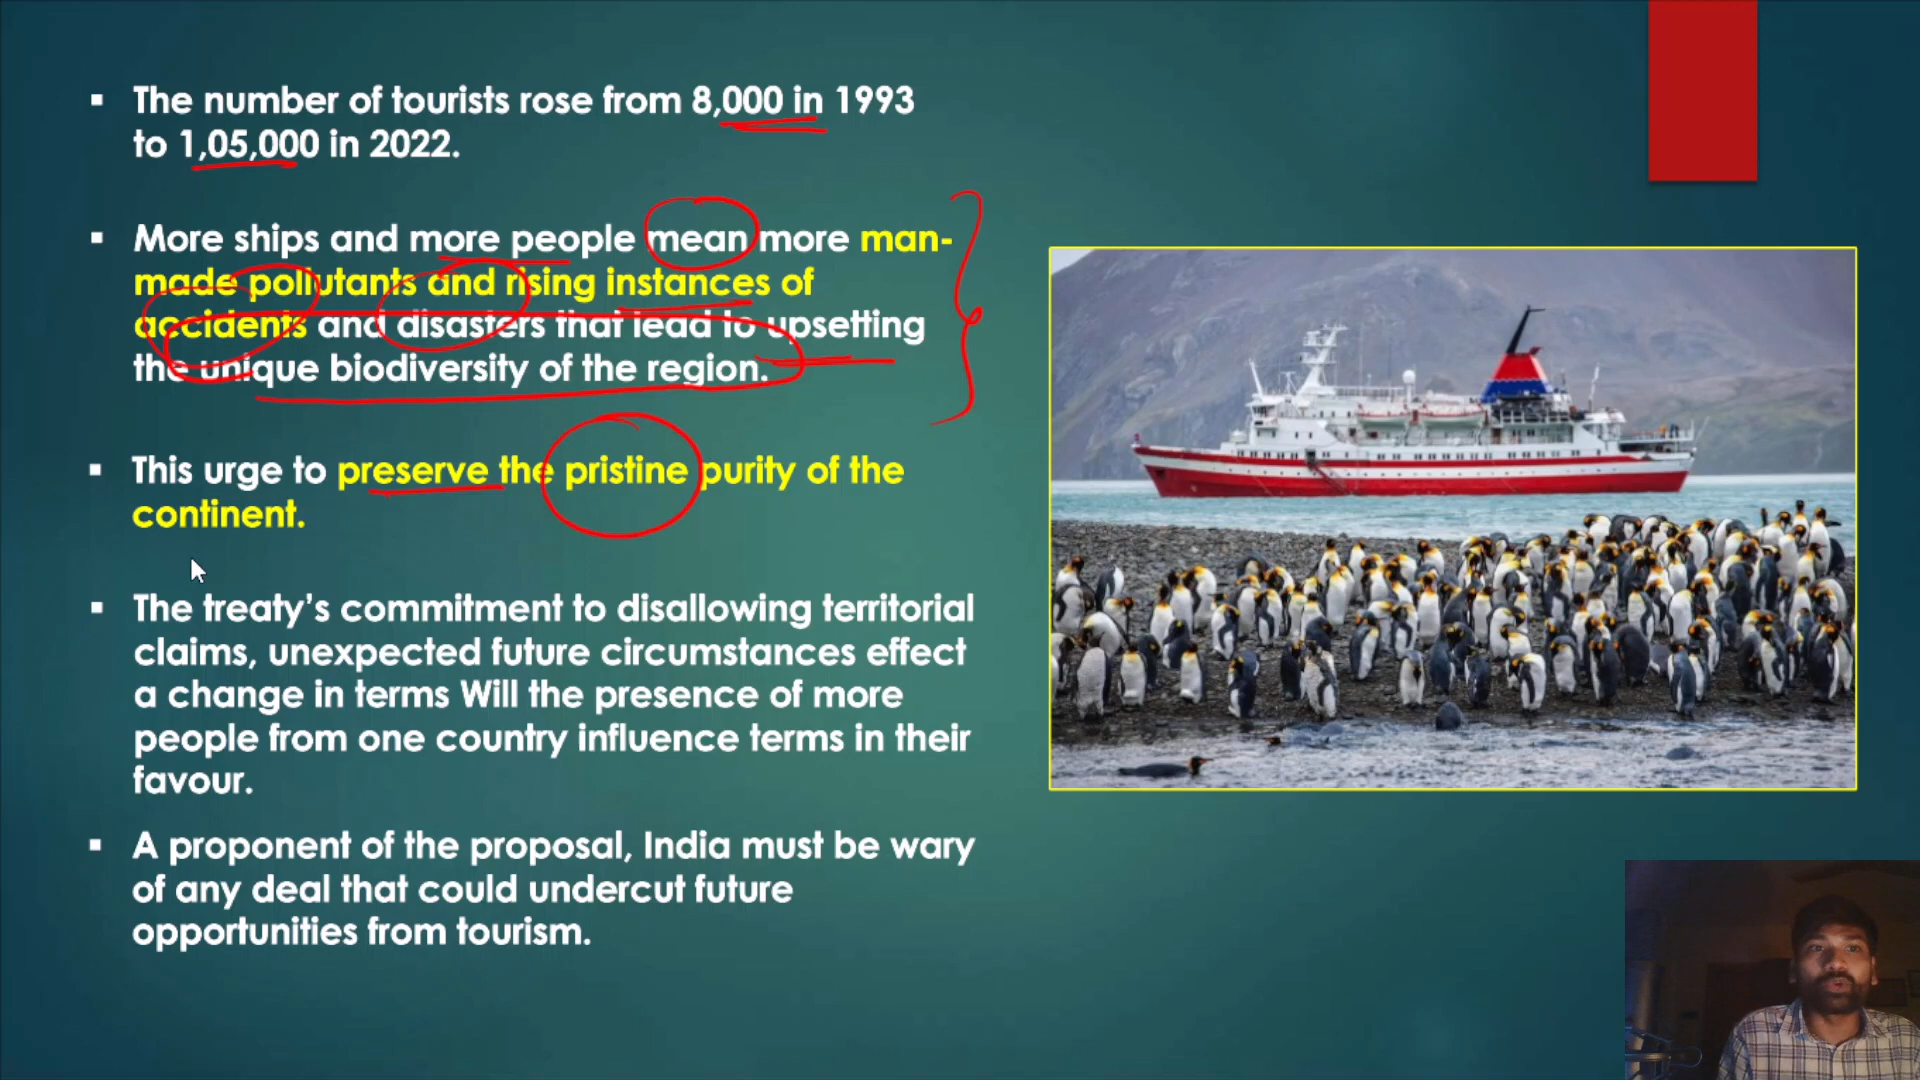 The number of tourists rose from 8,000 in 1993
to 1,05,000 in 2022.
More ships and more people mean more man-
made pollutants and rising instances of
accidents and disasters that lead to upsetting
the unique biodiversity of the region.
This urge to preserve the pristine purity of the
continent.
The treaty's commitment to disallowing territorial
claims, unexpected future circumstances effect
a change in terms Will the presence of more
people from one country influence terms in their
favour.
A proponent of the proposal, India must be wary
of any deal that could undercut future
opportunities from tourism.